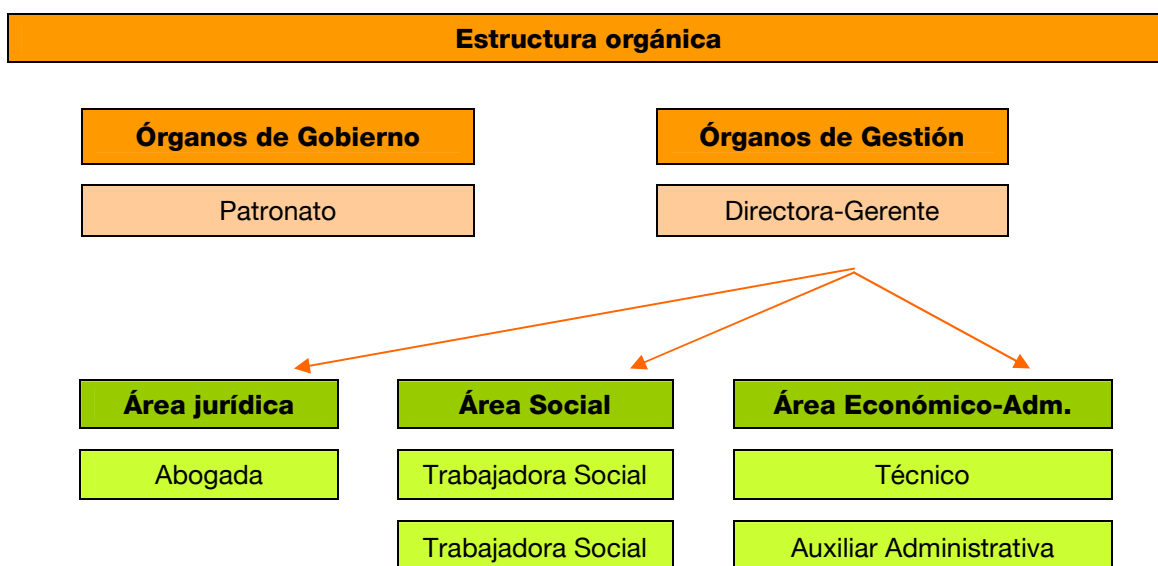 Estructura orgánica
Órganos de Gobierno
Órganos de Gestión
Patronato
Directora-Gerente
Área jurídica
Área Social
Área Económico-Adm.
Abogada
Trabajadora Social
Técnico
Trabajadora Social
Auxiliar Administrativa